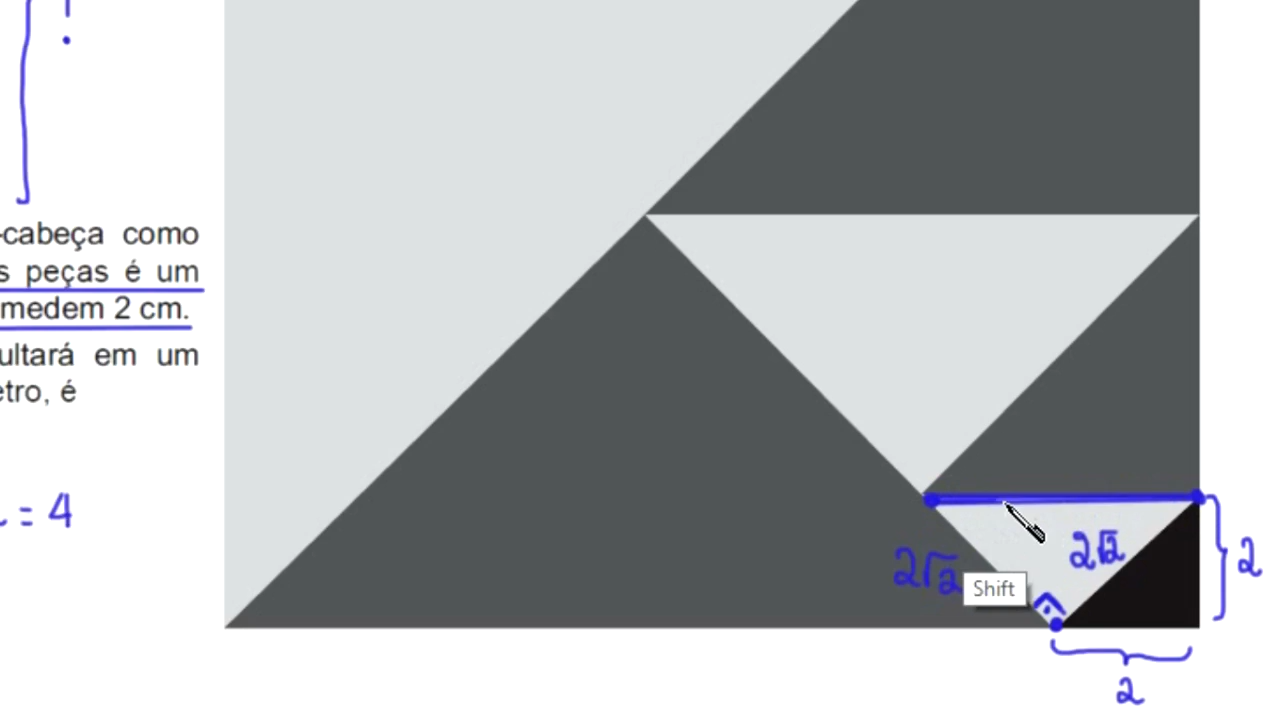 !
-cabeça como
s peças é um
medem 2 cm.
ultará em um
etro, é
= 4
2√2
2√2
2
Shift
2